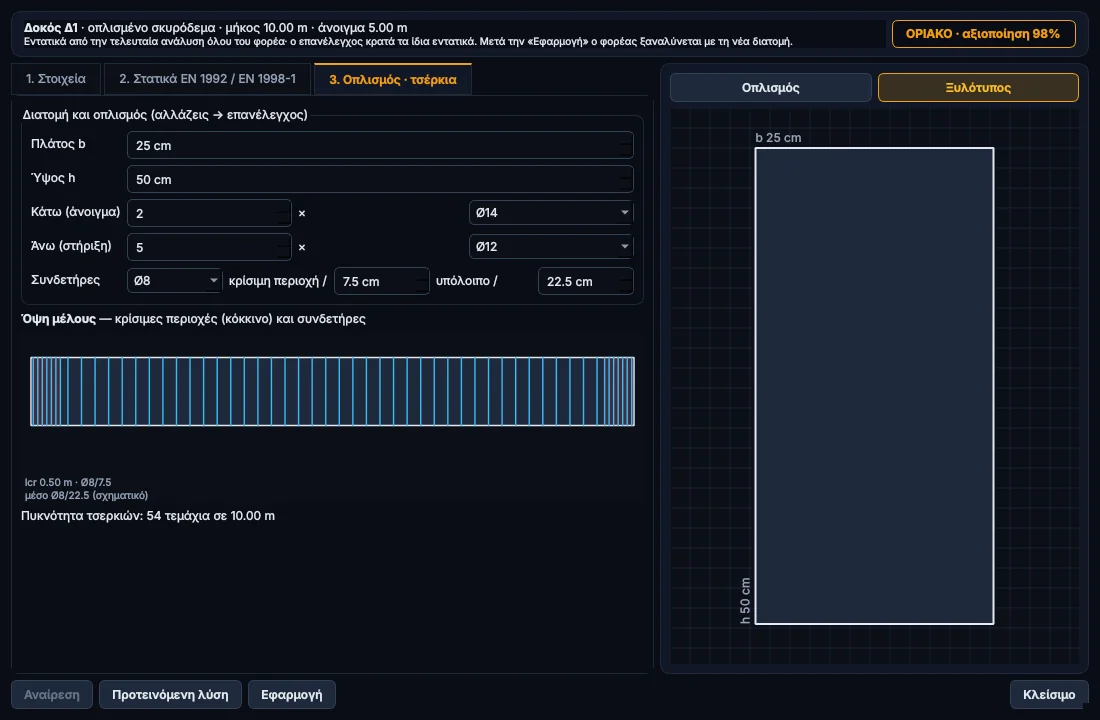 Δοκός Δ1 · οπλισμένο σκυρόδεμα · μήκος 10.00 m · άνοιγμα 5.00 m
Εντατικά από την τελευταία ανάλυση όλου του φορέα· ο επανέλεγχος κρατά τα ίδια εντατικά. Μετά την «Εφαρμογή» ο φορέας ξαναλύνεται με τη νέα διατομή.
ΟΡΙΑΚΟ · αξιοποίηση 98%
1. Στοιχεία
2. Στατικά EN 1992 / EN 1998-1
3. Οπλισμός · τσέρκια
Διατομή και οπλισμός (αλλάζεις → επανέλεγχος)
Πλάτος b
25 cm
Ύψος h
50 cm
Κάτω (άνοιγμα)
2
×
Ø14
Άνω (στήριξη)
5
×
Ø12
Συνδετήρες
Ø8
κρίσιμη περιοχή /
7.5 cm
υπόλοιπο /
22.5 cm
Όψη μέλους — κρίσιμες περιοχές (κόκκινο) και συνδετήρες
lcr 0.50 m · Ø8/7.5
μέσο Ø8/22.5 (σχηματικό)
Πυκνότητα τσερκιών: 54 τεμάχια σε 10.00 m
Οπλισμός
Ξυλότυπος
b 25 cm
h 50 cm
Αναίρεση
Προτεινόμενη λύση
Εφαρμογή
Κλείσιμο